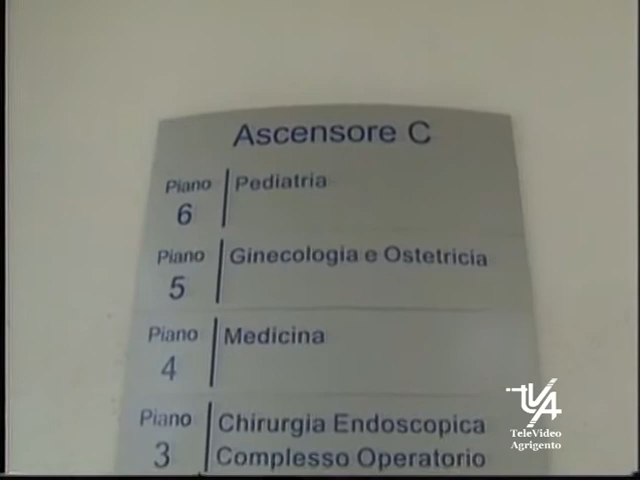 Ascensore C
Piano 6 Pediatria
Piano 5 Ginecologia e Ostetricia
Piano 4 Medicina
Piano 3 Chirurgia Endoscopica
Complesso Operatorio
TVA
TeleVideo
Agrigento